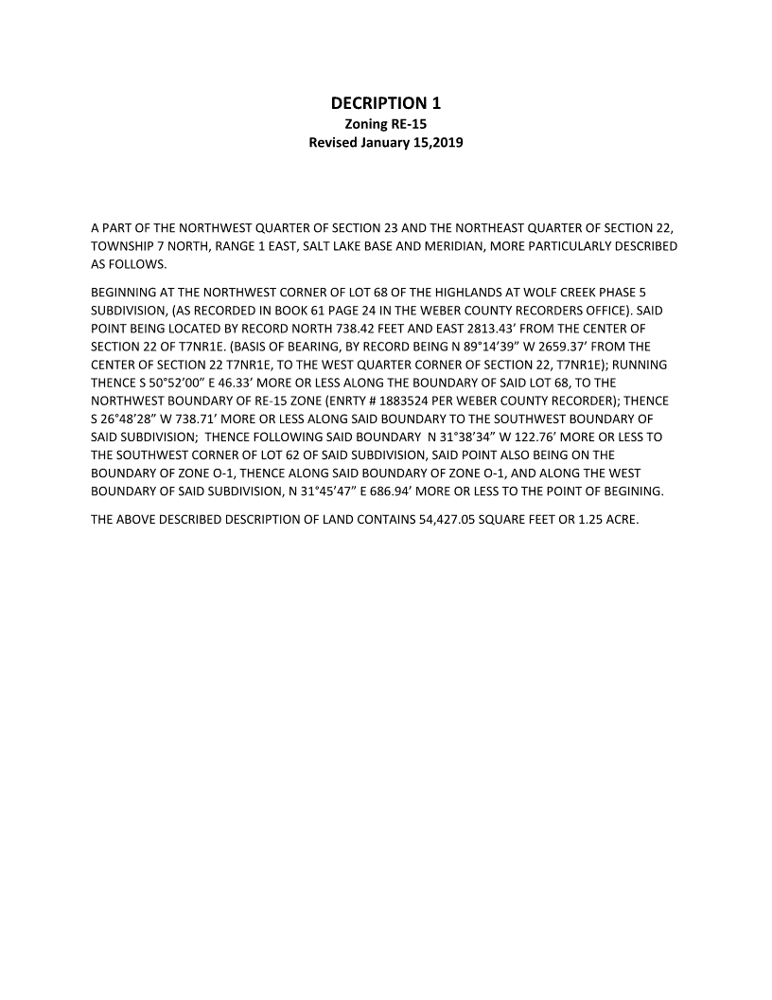 DECRIPTION 1
Zoning RE-15
Revised January 15,2019
A PART OF THE NORTHWEST QUARTER OF SECTION 23 AND THE NORTHEAST QUARTER OF SECTION 22,
TOWNSHIP 7 NORTH, RANGE 1 EAST, SALT LAKE BASE AND MERIDIAN, MORE PARTICULARLY DESCRIBED
AS FOLLOWS.
BEGINNING AT THE NORTHWEST CORNER OF LOT 68 OF THE HIGHLANDS AT WOLF CREEK PHASE 5
SUBDIVISION, (AS RECORDED IN BOOK 61 PAGE 24 IN THE WEBER COUNTY RECORDERS OFFICE). SAID
POINT BEING LOCATED BY RECORD NORTH 738.42 FEET AND EAST 2813.43’ FROM THE CENTER OF
SECTION 22 OF T7NR1E. (BASIS OF BEARING, BY RECORD BEING N 89°14’39” W 2659.37’ FROM THE
CENTER OF SECTION 22 T7NR1E, TO THE WEST QUARTER CORNER OF SECTION 22, T7NR1E); RUNNING
THENCE S 50°52’00” E 46.33’ MORE OR LESS ALONG THE BOUNDARY OF SAID LOT 68, TO THE
NORTHWEST BOUNDARY OF RE-15 ZONE (ENRTY # 1883524 PER WEBER COUNTY RECORDER); THENCE
S 26°48’28” W 738.71’ MORE OR LESS ALONG SAID BOUNDARY TO THE SOUTHWEST BOUNDARY OF
SAID SUBDIVISION;  THENCE FOLLOWING SAID BOUNDARY  N 31°38’34” W 122.76’ MORE OR LESS TO
THE SOUTHWEST CORNER OF LOT 62 OF SAID SUBDIVISION, SAID POINT ALSO BEING ON THE
BOUNDARY OF ZONE O-1, THENCE ALONG SAID BOUNDARY OF ZONE O-1, AND ALONG THE WEST
BOUNDARY OF SAID SUBDIVISION, N 31°45’47” E 686.94’ MORE OR LESS TO THE POINT OF BEGINING.
THE ABOVE DESCRIBED DESCRIPTION OF LAND CONTAINS 54,427.05 SQUARE FEET OR 1.25 ACRE.